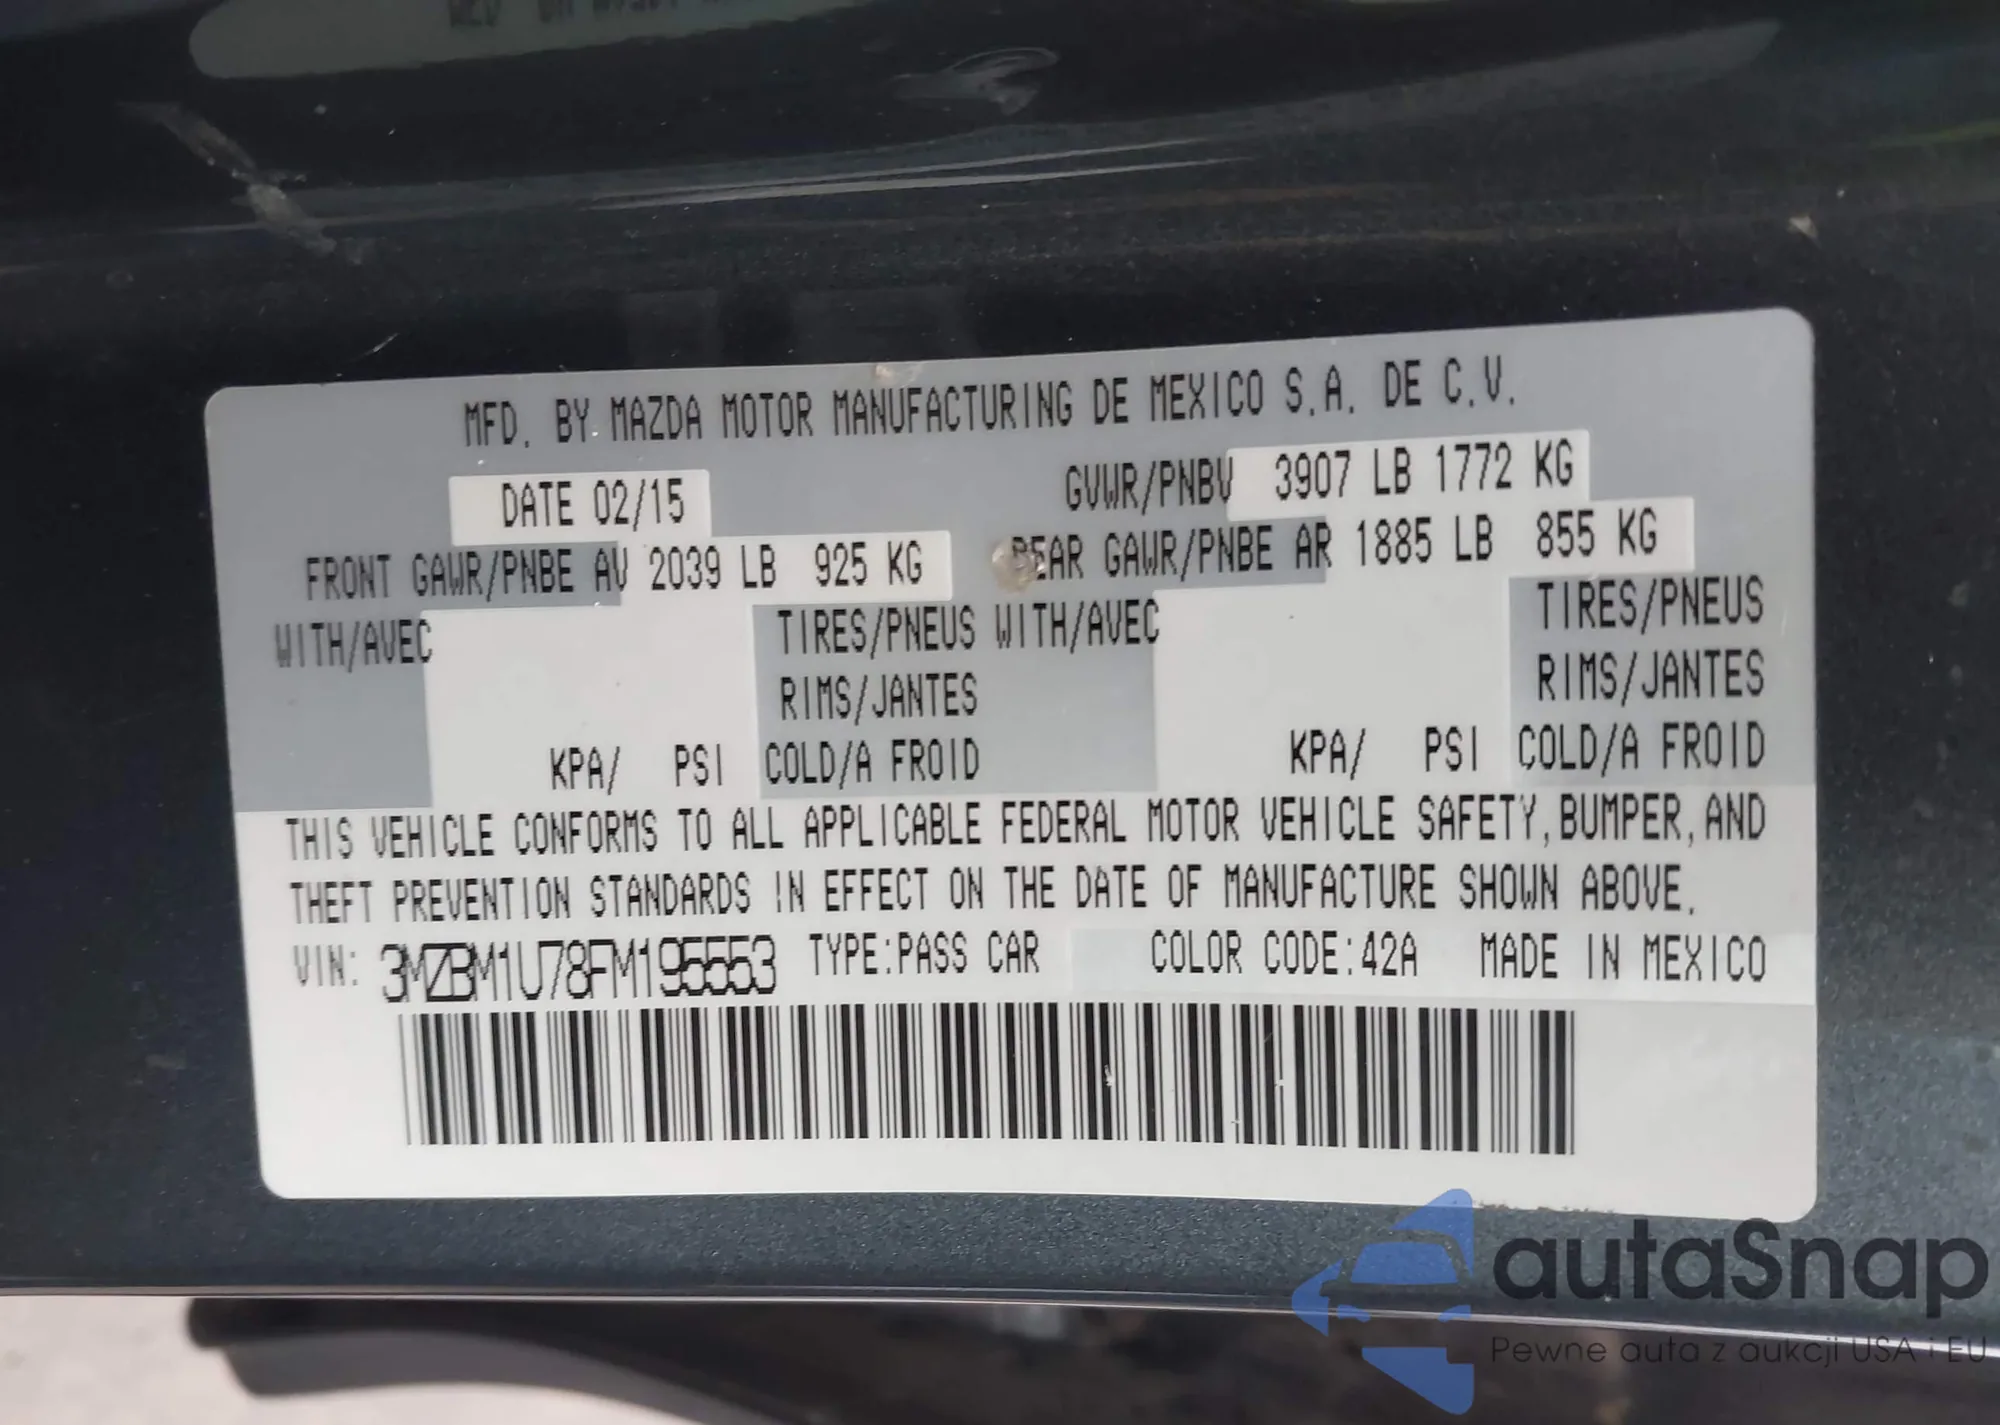 MFD. BY MAZDA MOTOR MANUFACTURING DE MEXICO S.A. DE C.V.
DATE 02/15
GVWR/PNBV 3907 LB 1772 KG
FRONT GAWR/PNBE AV 2039 LB 925 KG
REAR GAWR/PNBE AR 1885 LB 855 KG
WITH/AVEC TIRES/PNEUS WITH/AVEC TIRES/PNEUS
RIMS/JANTES RIMS/JANTES
KPA/ PSI COLD/A FROID KPA/ PSI COLD/A FROID
THIS VEHICLE CONFORMS TO ALL APPLICABLE FEDERAL MOTOR VEHICLE SAFETY, BUMPER, AND
THEFT PREVENTION STANDARDS IN EFFECT ON THE DATE OF MANUFACTURE SHOWN ABOVE.
VIN: 3MZBM1U78FM195553 TYPE:PASS CAR COLOR CODE:42A MADE IN MEXICO
autaSnap
Pewne auta z aukcji USA i EU